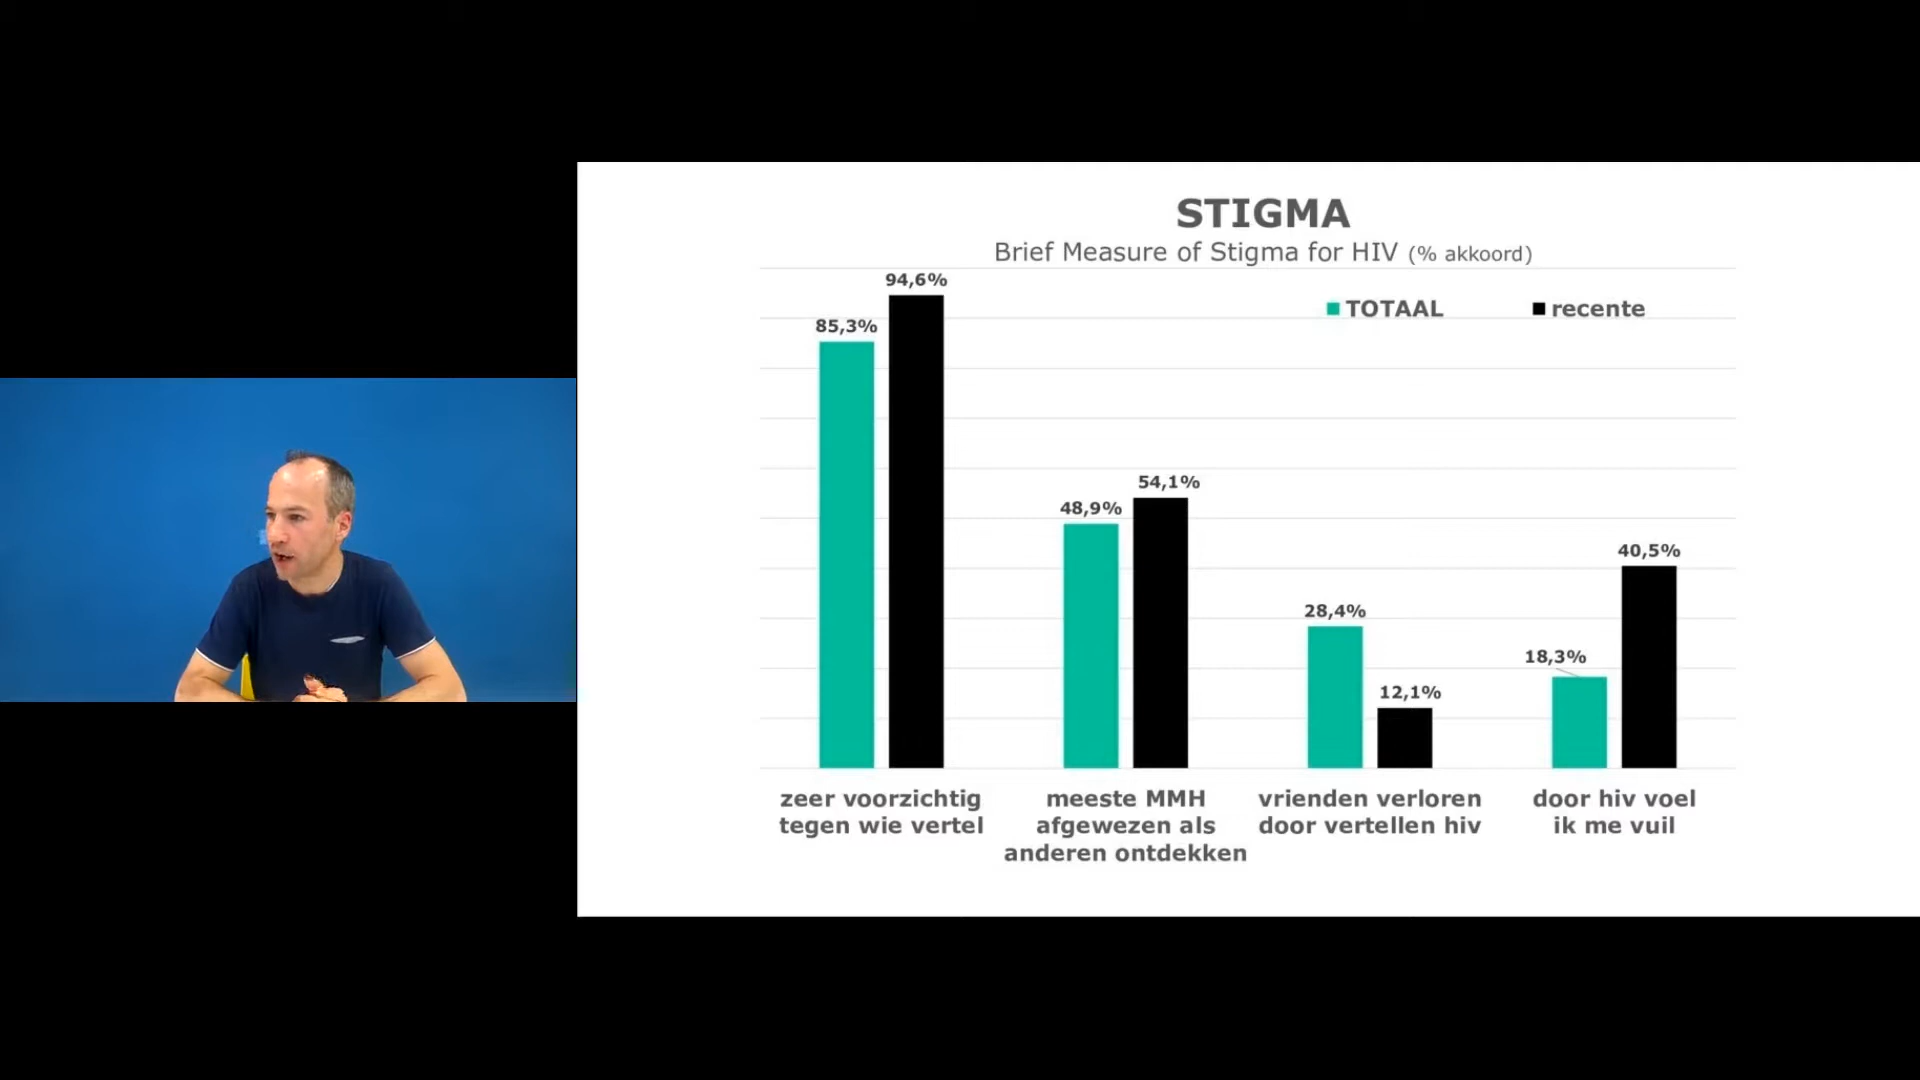 STIGMA
Brief Measure of Stigma for HIV (% akkoord)
TOTAAL
recente
85,3%
94,6%
48,9%
54,1%
28,4%
12,1%
18,3%
40,5%
zeer voorzichtig
tegen wie vertel
meeste MMH
afgewezen als
anderen ontdekken
vrienden verloren
door vertellen hiv
door hiv voel
ik me vuil